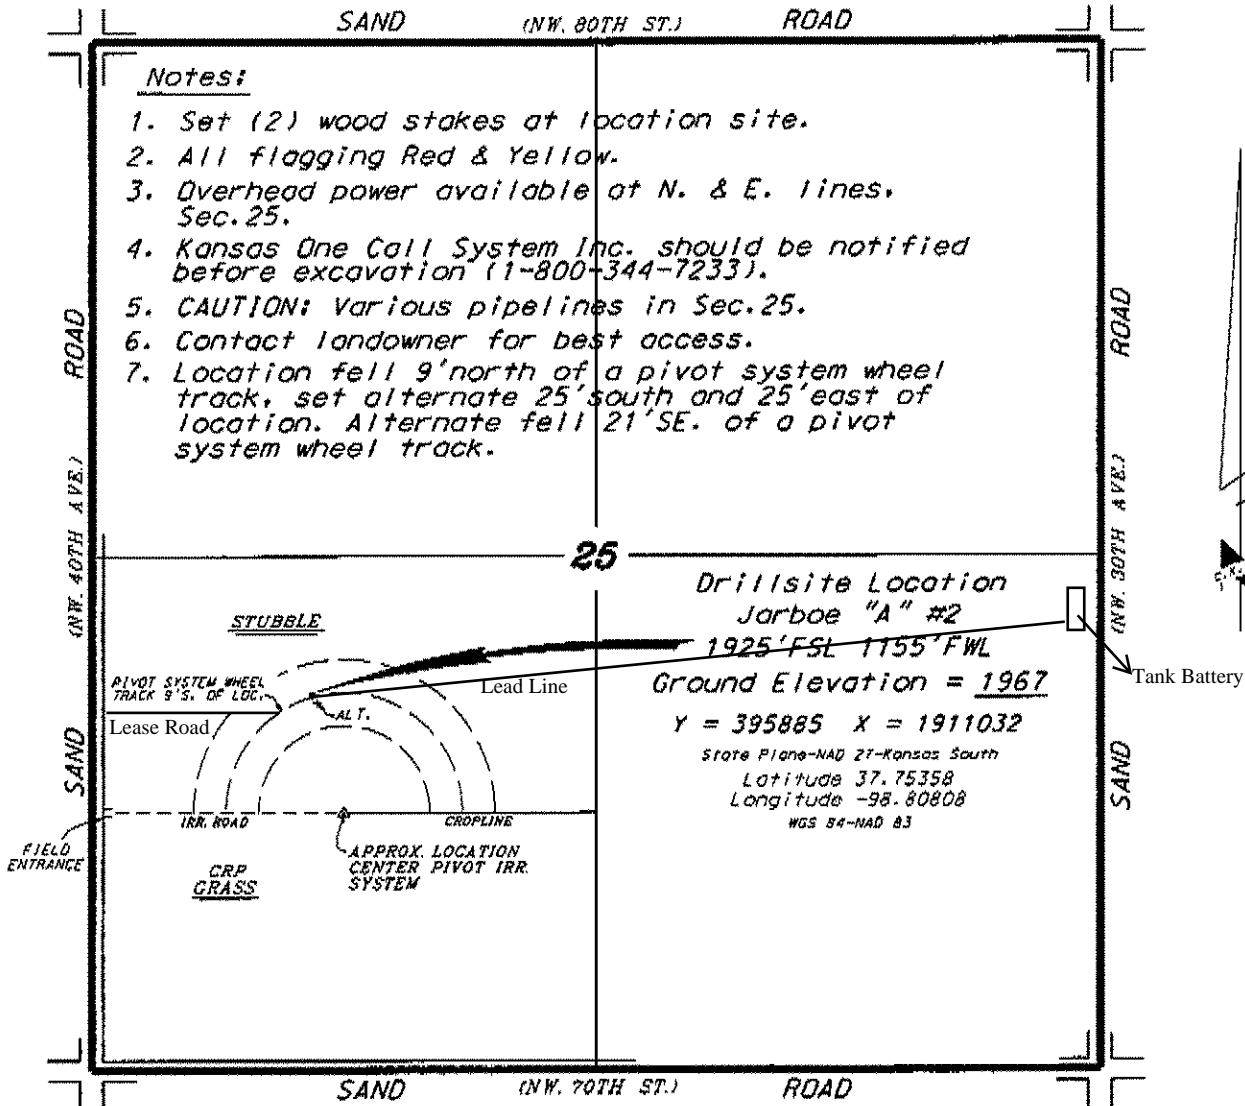 SAND (NW. 80TH ST.) ROAD
Notes:
1. Set (2) wood stakes at location site.
2. All flagging Red & Yellow.
3. Overhead power available at N. & E. lines,
Sec.25.
4. Kansas One Call System Inc. should be notified
before excavation (1-800-344-7233).
5. CAUTION: Various pipelines in Sec.25.
6. Contact landowner for best access.
7. Location fell 9'north of a pivot system wheel
track, set alternate 25'south and 25'east of
location. Alternate fell 21'SE. of a pivot
system wheel track.
ROAD
(NW. 40TH AVE.)
SAND
ROAD
(NW. 30TH AVE.)
SAND
25
Drillsite Location
Jarboe "A" #2
1925'FSL 1155'FWL
Ground Elevation = 1967
Y = 395885 X = 1911032
State Plane-NAD 27-Kansas South
Latitude 37.75358
Longitude -98.80808
WGS 84-NAD 83
Tank Battery
STUBBLE
PIVOT SYSTEM WHEEL
TRACK 9'S. OF LOC.
Lead Line
ALT.
Lease Road
IRR. ROAD
CROPLINE
FIELD
ENTRANCE
APPROX. LOCATION
CENTER PIVOT IRR.
SYSTEM
CRP
GRASS
SAND (NW. 70TH ST.) ROAD